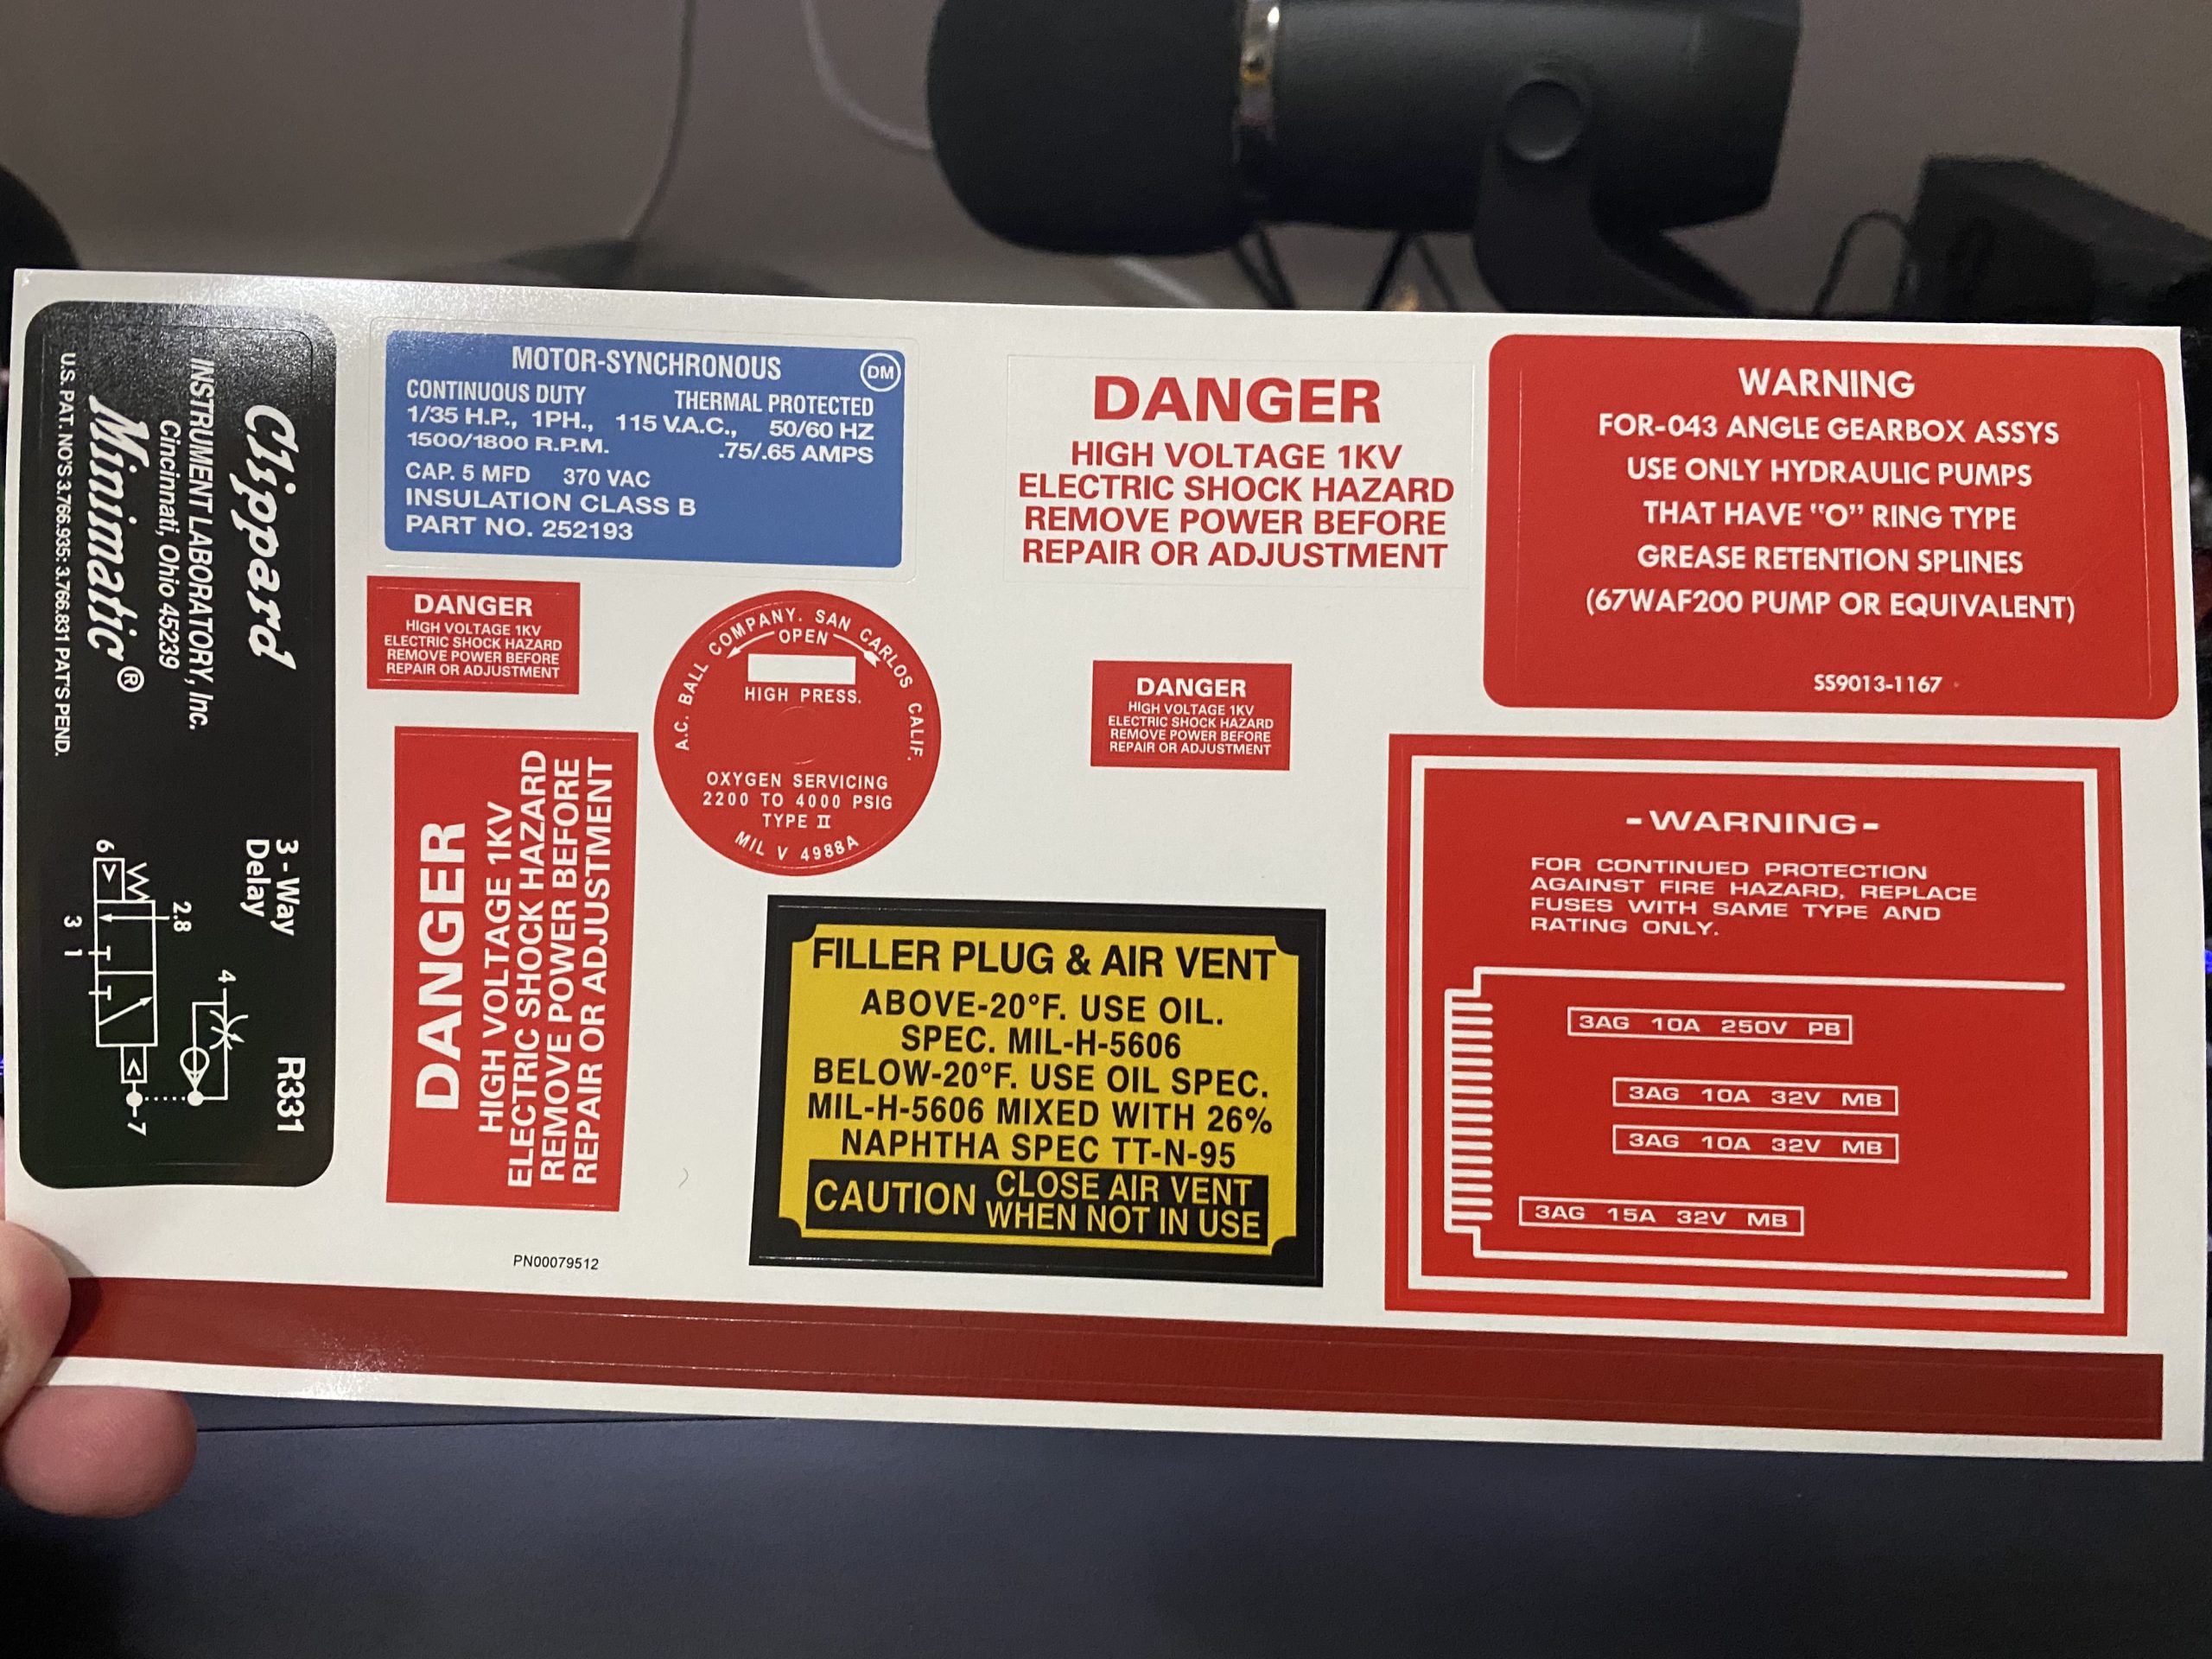 Clippard
INSTRUMENT LABORATORY, Inc.
Cincinnati, Ohio 45239
Minimatic®
U.S. PAT. NO'S 3.766.935: 3.766.831 PAT'S PEND.
3 - Way
Delay
R331
2.8
4
6
3
1
7
MOTOR-SYNCHRONOUS
DM
CONTINUOUS DUTY THERMAL PROTECTED
1/35 H.P., 1PH., 115 V.A.C., 50/60 HZ
1500/1800 R.P.M. .75/.65 AMPS
CAP. 5 MFD 370 VAC
INSULATION CLASS B
PART NO. 252193
DANGER
HIGH VOLTAGE 1KV
ELECTRIC SHOCK HAZARD
REMOVE POWER BEFORE
REPAIR OR ADJUSTMENT
WARNING
FOR-043 ANGLE GEARBOX ASSYS
USE ONLY HYDRAULIC PUMPS
THAT HAVE "O" RING TYPE
GREASE RETENTION SPLINES
(67WAF200 PUMP OR EQUIVALENT)
SS9013-1167
DANGER
HIGH VOLTAGE 1KV
ELECTRIC SHOCK HAZARD
REMOVE POWER BEFORE
REPAIR OR ADJUSTMENT
A.C. BALL COMPANY. SAN CARLOS CALIF.
OPEN
HIGH PRESS.
OXYGEN SERVICING
2200 TO 4000 PSIG
TYPE II
MIL V 4988A
DANGER
HIGH VOLTAGE 1KV
ELECTRIC SHOCK HAZARD
REMOVE POWER BEFORE
REPAIR OR ADJUSTMENT
DANGER
HIGH VOLTAGE 1KV
ELECTRIC SHOCK HAZARD
REMOVE POWER BEFORE
REPAIR OR ADJUSTMENT
FILLER PLUG & AIR VENT
ABOVE-20°F. USE OIL.
SPEC. MIL-H-5606
BELOW-20°F. USE OIL SPEC.
MIL-H-5606 MIXED WITH 26%
NAPHTHA SPEC TT-N-95
CAUTION CLOSE AIR VENT
WHEN NOT IN USE
-WARNING-
FOR CONTINUED PROTECTION
AGAINST FIRE HAZARD, REPLACE
FUSES WITH SAME TYPE AND
RATING ONLY.
3AG 10A 250V PB
3AG 10A 32V MB
3AG 10A 32V MB
3AG 15A 32V MB
PN00079512